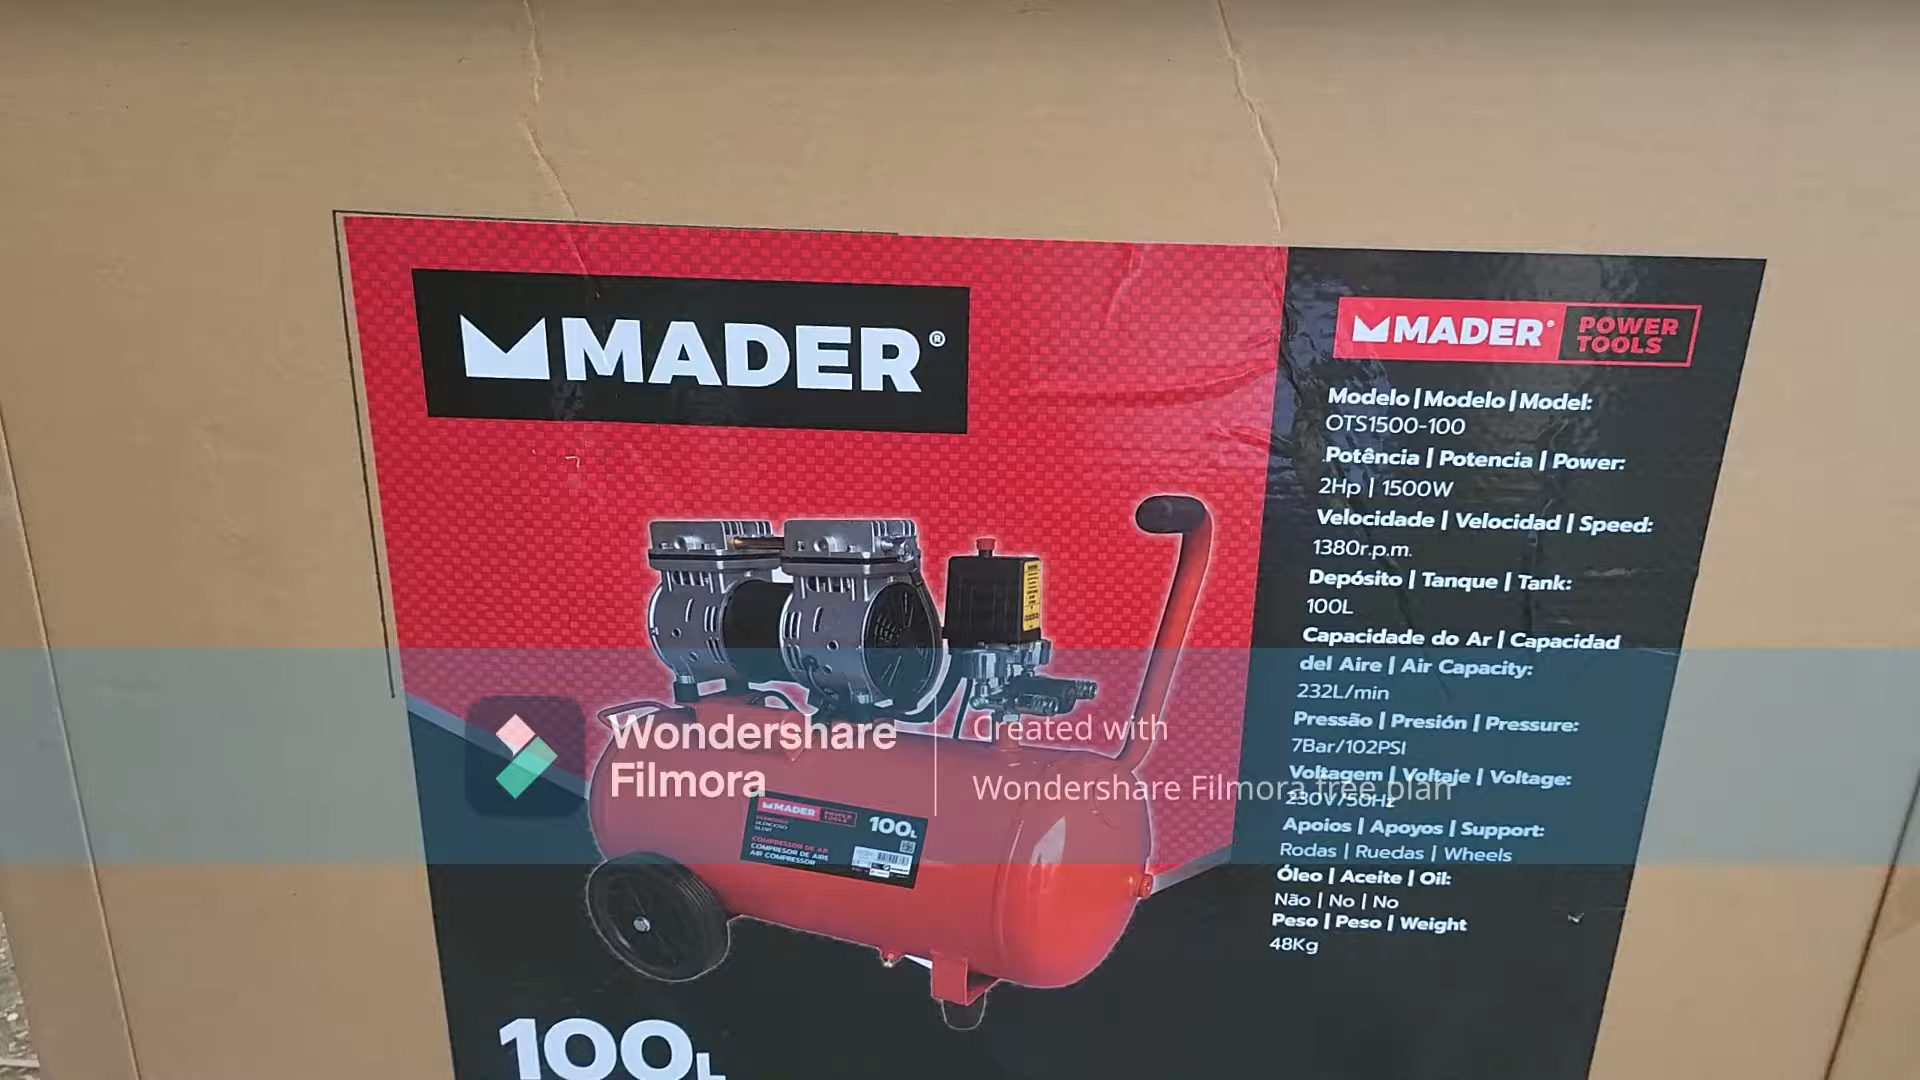 MADER®
MADER® POWER TOOLS
Modelo | Modelo | Model:
OTS1500-100
Potência | Potencia | Power:
2Hp | 1500W
Velocidade | Velocidad | Speed:
1380r.p.m.
Depósito | Tanque | Tank:
100L
Capacidade do Ar | Capacidad
del Aire | Air Capacity:
232L/min
Pressão | Presión | Pressure:
7Bar/102PSI
Voltagem | Voltaje | Voltage:
230V/50Hz
Apoios | Apoyos | Support:
Rodas | Ruedas | Wheels
Óleo | Aceite | Oil:
Não | No | No
Peso | Peso | Weight
48Kg
Wondershare
Filmora
Created with
Wondershare Filmora free plan
MADER POWER TOOLS
100L
COMPRESSOR DE AR
COMPRESOR DE AIRE
AIR COMPRESSOR
100L